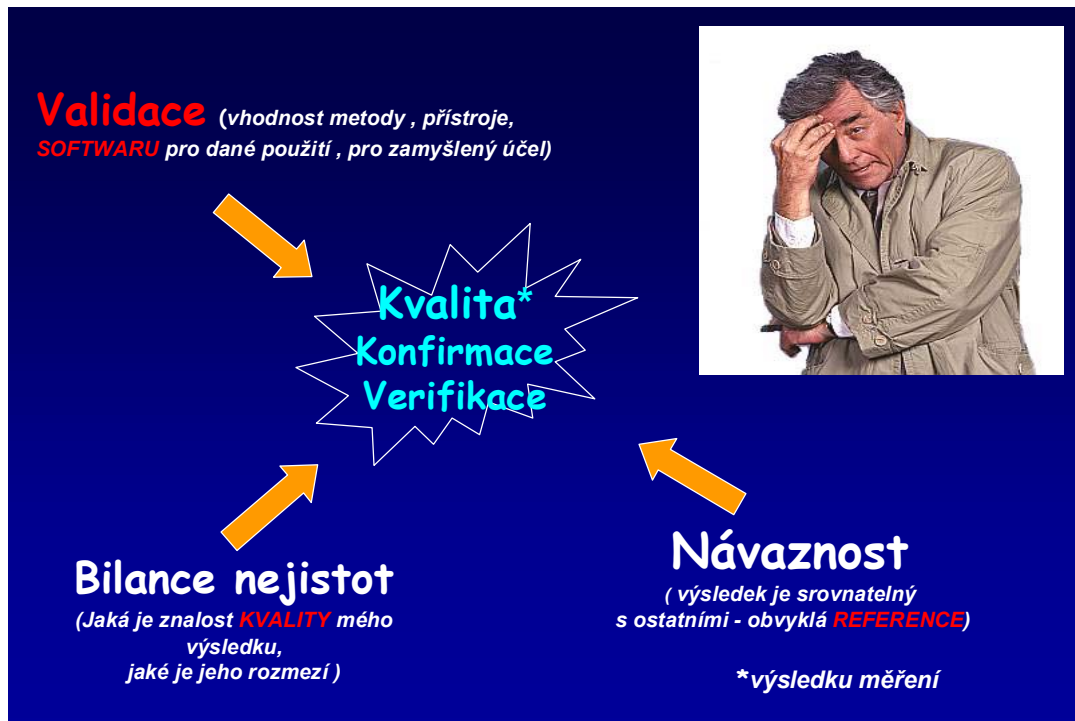 Validace (vhodnost metody , přístroje,
SOFTWARU pro dané použití , pro zamyšlený účel)
Kvalita*
Konfirmace
Verifikace
Bilance nejistot
(Jaká je znalost KVALITY mého
výsledku,
jaké je jeho rozmezí )
Návaznost
( výsledek je srovnatelný
s ostatními - obvyklá REFERENCE)
*výsledku měření